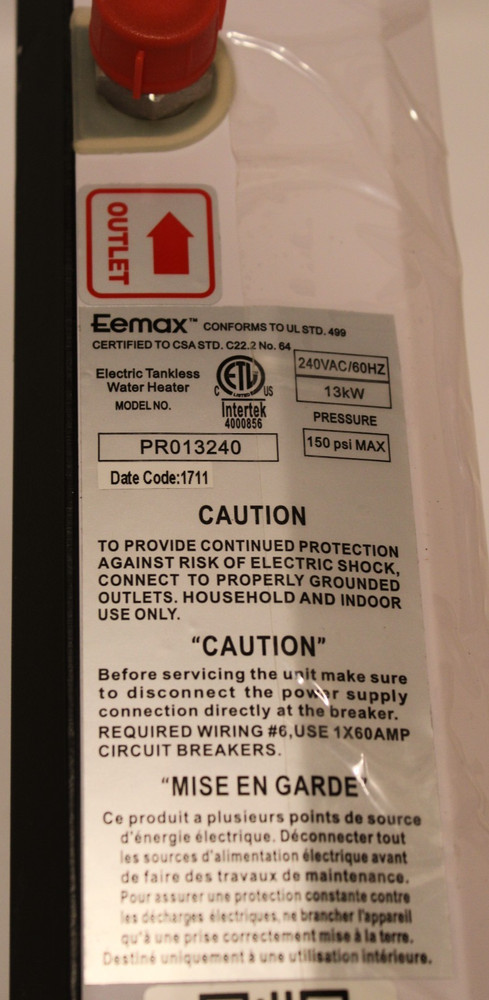 OUTLET
Eemax™ CONFORMS TO UL STD. 499
CERTIFIED TO CSA STD. C22.2 No. 64
Electric Tankless
Water Heater
MODEL NO.
C ETL US
LISTED
Intertek
4000856
240VAC/60HZ
13kW
PRESSURE
150 psi MAX
PR013240
Date Code:1711
CAUTION
TO PROVIDE CONTINUED PROTECTION
AGAINST RISK OF ELECTRIC SHOCK,
CONNECT TO PROPERLY GROUNDED
OUTLETS. HOUSEHOLD AND INDOOR
USE ONLY.
“CAUTION”
Before servicing the unit make sure
to disconnect the power supply
connection directly at the breaker.
REQUIRED WIRING #6,USE 1X60AMP
CIRCUIT BREAKERS.
“MISE EN GARDE”
Ce produit a plusieurs points de source
d'énergie électrique. Déconnecter tout
les sources d'alimentation électrique avant
de faire des travaux de maintenance.
Pour assurer une protection constante contre
les décharges électriques, ne brancher l'appareil
qu'à une prise correctement mise à la terre.
Destiné uniquement à une utilisation intérieure.